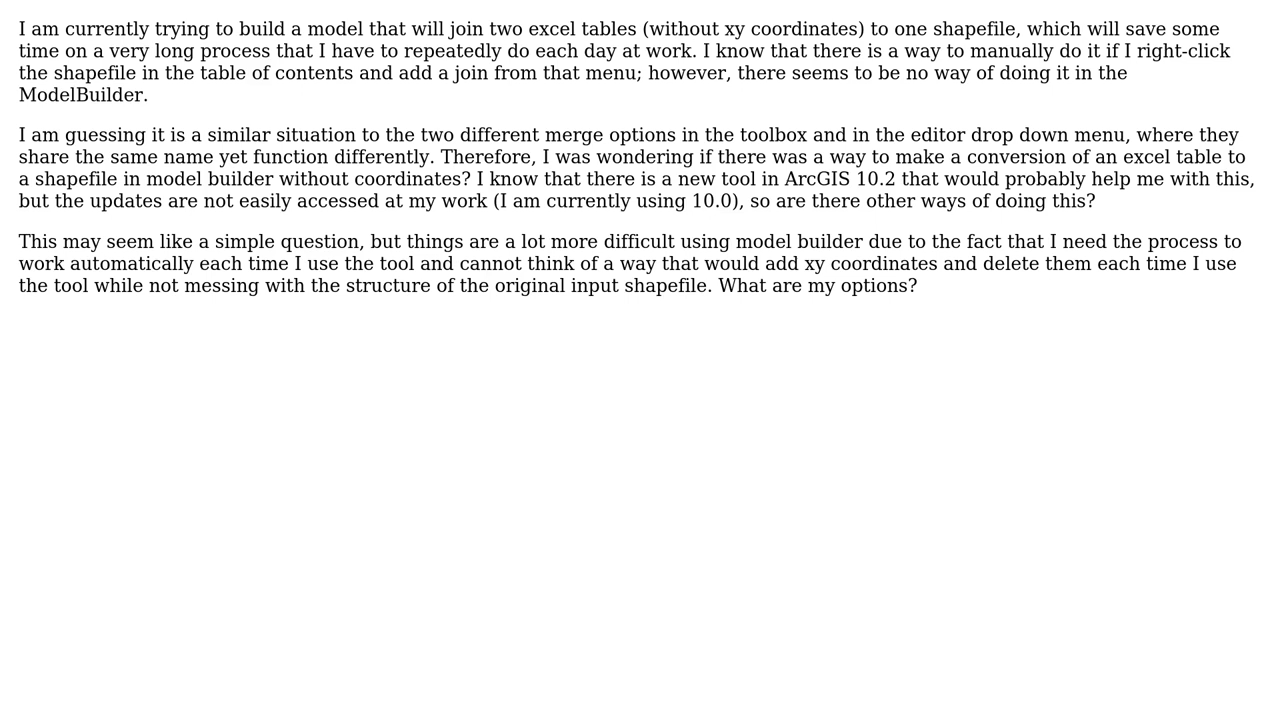 I am currently trying to build a model that will join two excel tables (without xy coordinates) to one shapefile, which will save some
time on a very long process that I have to repeatedly do each day at work. I know that there is a way to manually do it if I right-click
the shapefile in the table of contents and add a join from that menu; however, there seems to be no way of doing it in the
ModelBuilder.
I am guessing it is a similar situation to the two different merge options in the toolbox and in the editor drop down menu, where they
share the same name yet function differently. Therefore, I was wondering if there was a way to make a conversion of an excel table to
a shapefile in model builder without coordinates? I know that there is a new tool in ArcGIS 10.2 that would probably help me with this,
but the updates are not easily accessed at my work (I am currently using 10.0), so are there other ways of doing this?
This may seem like a simple question, but things are a lot more difficult using model builder due to the fact that I need the process to
work automatically each time I use the tool and cannot think of a way that would add xy coordinates and delete them each time I use
the tool while not messing with the structure of the original input shapefile. What are my options?